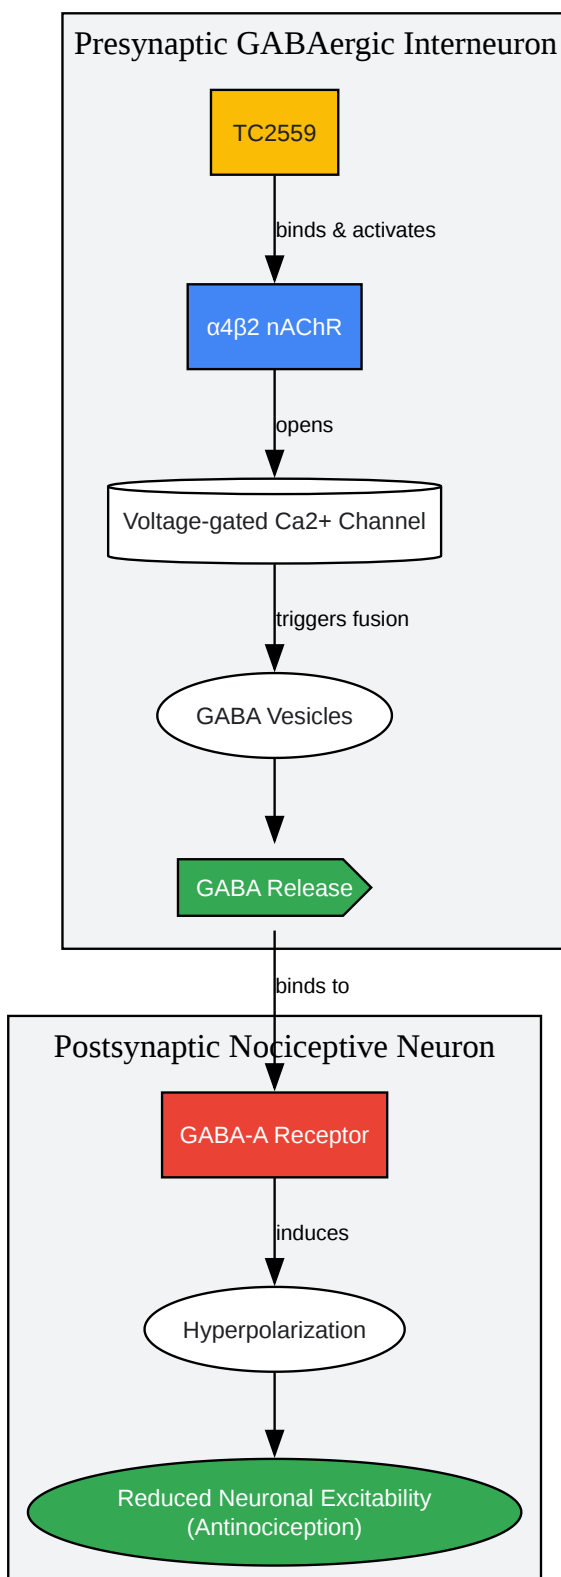 Presynaptic GABAergic Interneuron
TC2559
binds & activates
α4β2 nAChR
opens
Voltage-gated Ca2+ Channel
triggers fusion
GABA Vesicles
GABA Release
binds to
Postsynaptic Nociceptive Neuron
GABA-A Receptor
induces
Hyperpolarization
Reduced Neuronal Excitability
(Antinociception)